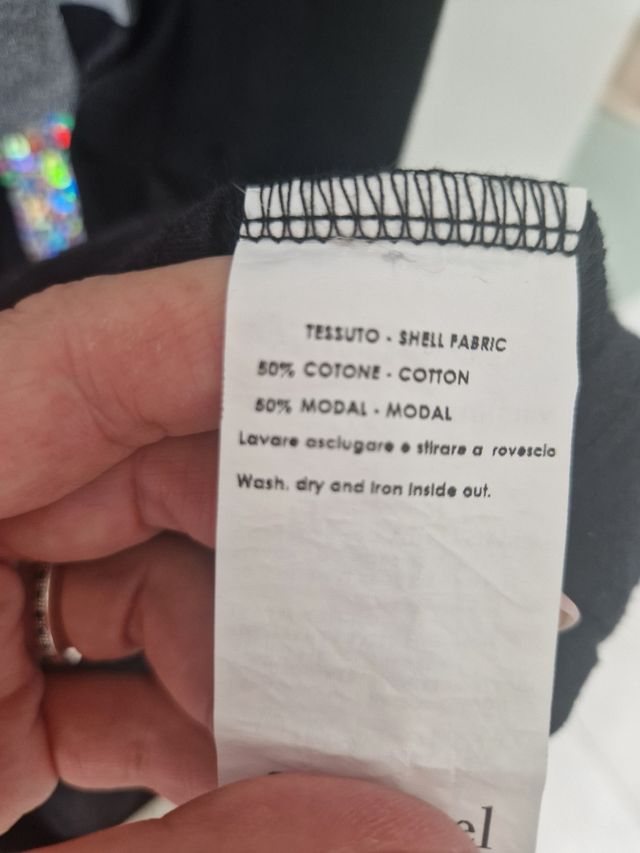 TESSUTO - SHELL FABRIC
50% COTONE - COTTON
50% MODAL - MODAL
Lavare asciugare e stirare a rovescio
Wash, dry and iron inside out.